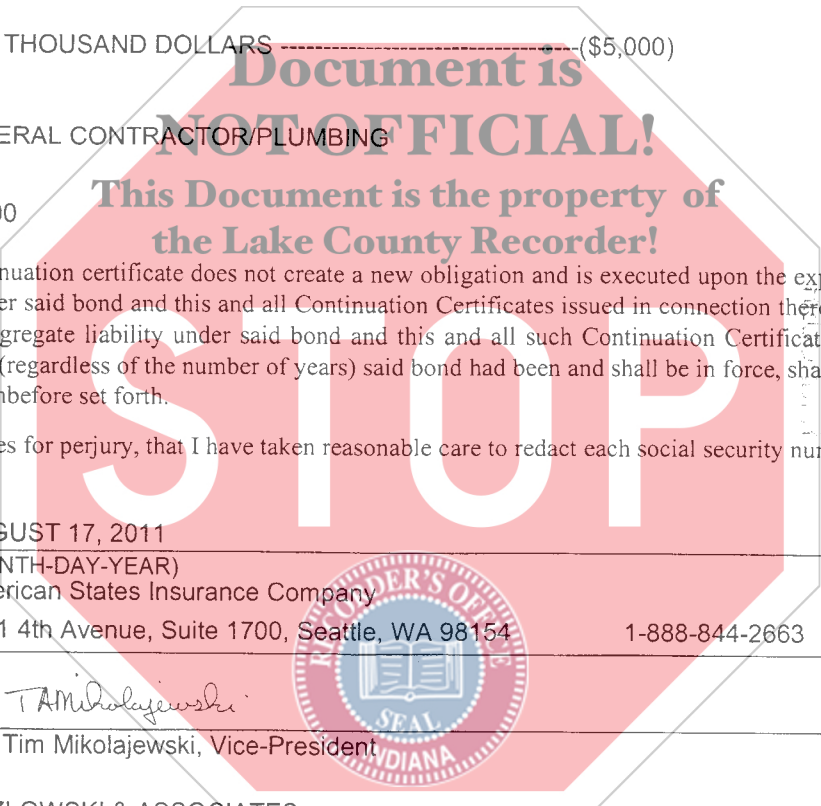 THOUSAND DOLLARS ----------------------------------------($5,000)
Document is
NOT OFFICIAL!
ERAL CONTRACTOR/PLUMBING
This Document is the property of
00
the Lake County Recorder!
nuation certificate does not create a new obligation and is executed upon the exp
er said bond and this and all Continuation Certificates issued in connection there
gregate liability under said bond and this and all such Continuation Certificat
(regardless of the number of years) said bond had been and shall be in force, sha
nbefore set forth.
STOP
es for perjury, that I have taken reasonable care to redact each social security nu
GUST 17, 2011
NTH-DAY-YEAR)
erican States Insurance Company
1 4th Avenue, Suite 1700, Seattle, WA 98154 1-888-844-2663
RECORDER'S OFFICE
SEAL
INDIANA
TAMikolajewski
Tim Mikolajewski, Vice-President
ZLOWSKI & ASSOCIATES